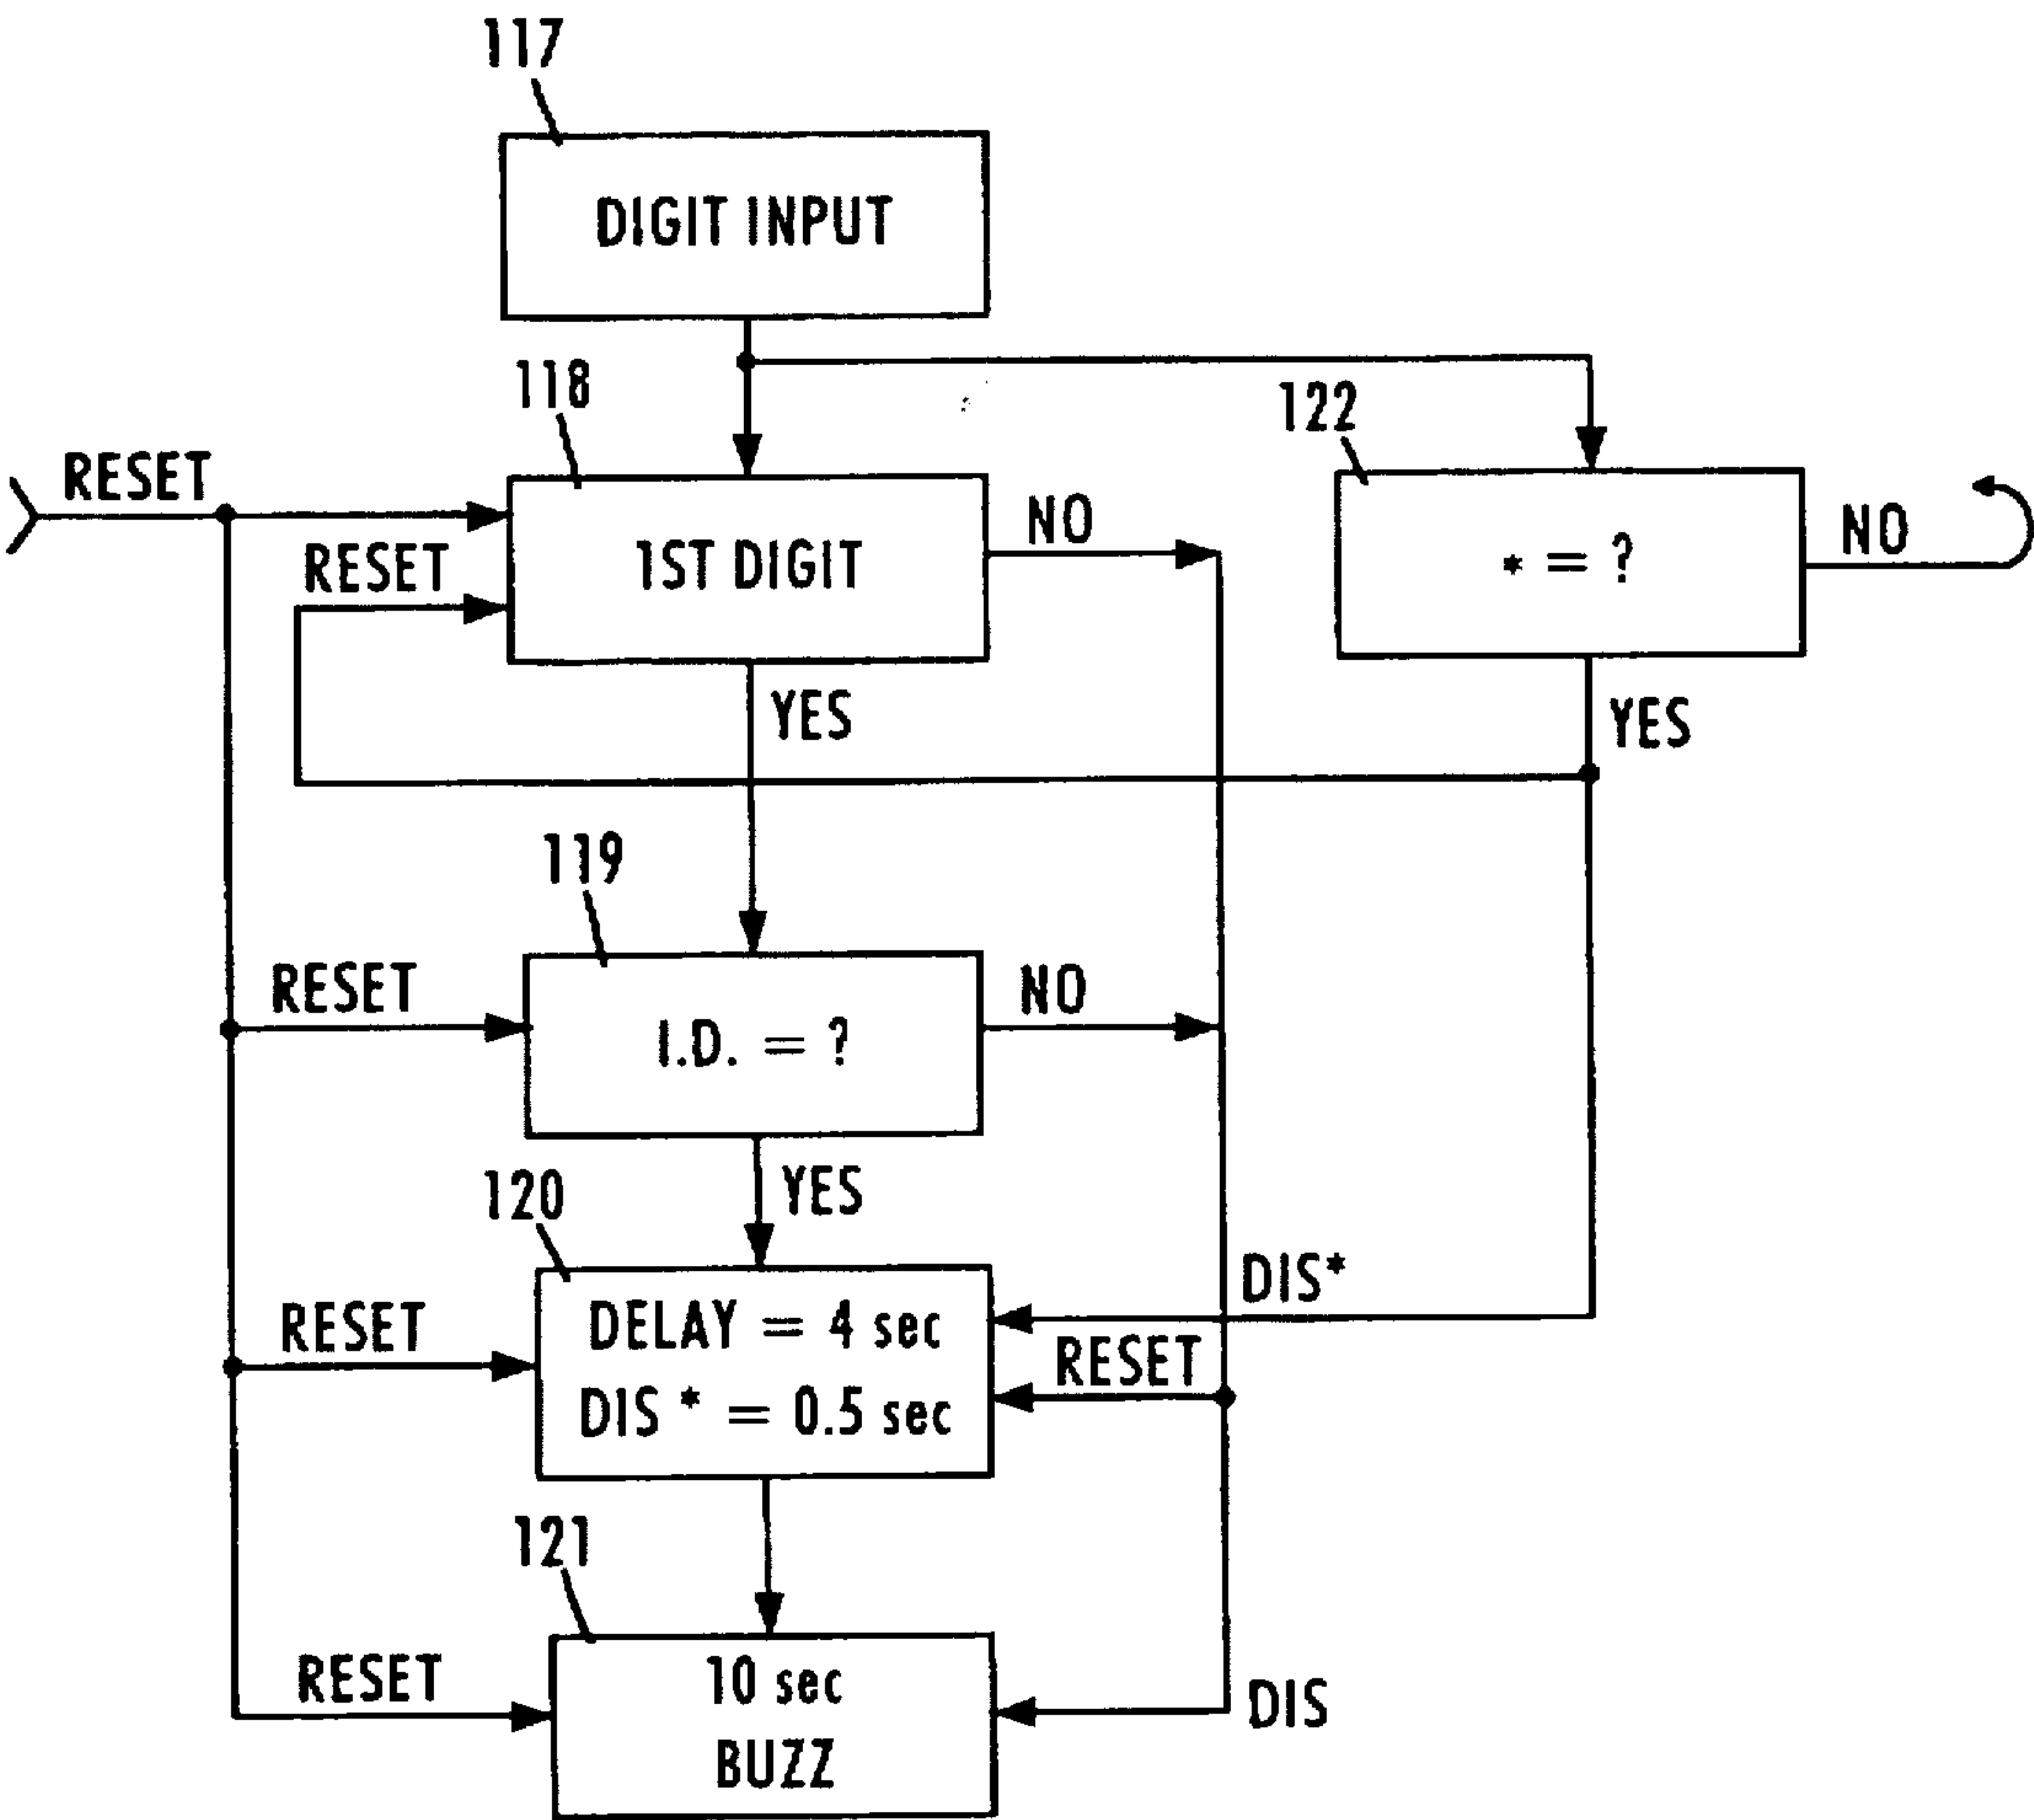 117
DIGIT INPUT
118
122
RESET
NO
NO
RESET
1ST DIGIT
* = ?
YES
YES
119
RESET
NO
I.D. = ?
120
YES
DIS*
RESET
DELAY = 4 sec
RESET
DIS * = 0.5 sec
121
RESET
10 sec
DIS
BUZZ